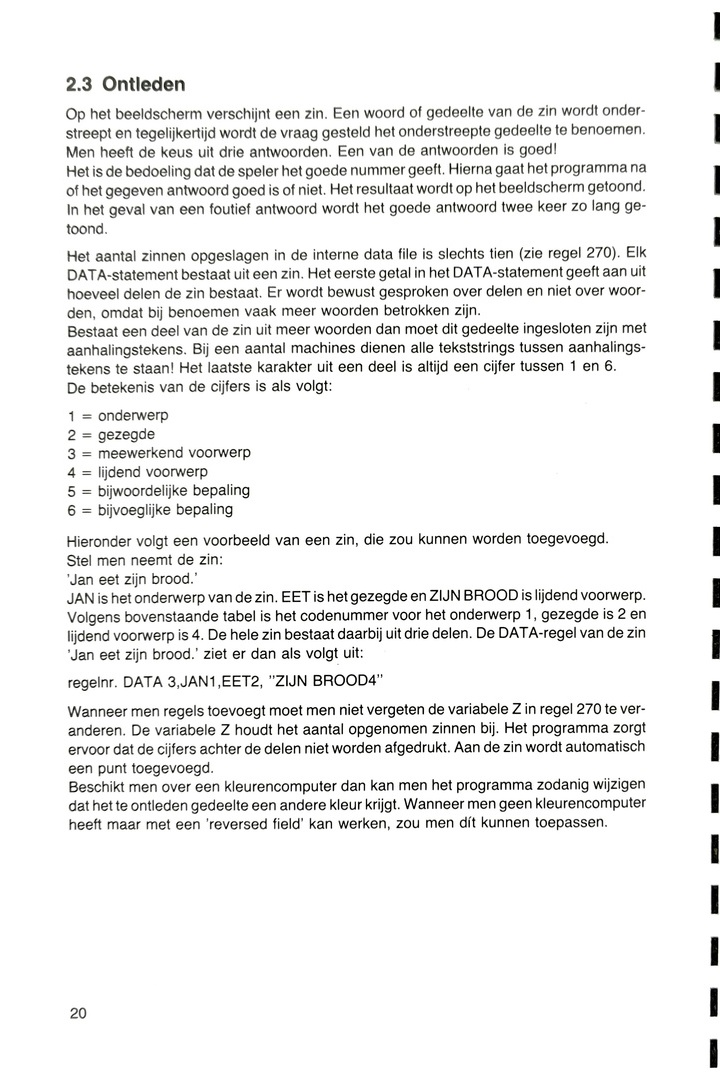 2.3 Ontleden
Op het beeldscherm verschijnt een zin. Een woord of gedeelte van de zin wordt onder-
streept en tegelijkertijd wordt de vraag gesteld het onderstreepte gedeelte te benoemen.
Men heeft de keus uit drie antwoorden. Een van de antwoorden is goed!
Het is de bedoeling dat de speler het goede nummer geeft. Hierna gaat het programma na
of het gegeven antwoord goed is of niet. Het resultaat wordt op het beeldscherm getoond.
In het geval van een foutief antwoord wordt het goede antwoord twee keer zo lang ge-
toond.
Het aantal zinnen opgeslagen in de interne data file is slechts tien (zie regel 270). Elk
DATA-statement bestaat uit een zin. Het eerste getal in het DATA-statement geeft aan uit
hoeveel delen de zin bestaat. Er wordt bewust gesproken over delen en niet over woor-
den, omdat bij benoemen vaak meer woorden betrokken zijn.
Bestaat een deel van de zin uit meer woorden dan moet dit gedeelte ingesloten zijn met
aanhalingstekens. Bij een aantal machines dienen alle tekststrings tussen aanhalings-
tekens te staan! Het laatste karakter uit een deel is altijd een cijfer tussen 1 en 6.
De betekenis van de cijfers is als volgt:
1 = onderwerp
2 = gezegde
3 = meewerkend voorwerp
4 = lijdend voorwerp
5 = bijwoordelijke bepaling
6 = bijvoeglijke bepaling
Hieronder volgt een voorbeeld van een zin, die zou kunnen worden toegevoegd.
Stel men neemt de zin:
'Jan eet zijn brood.'
JAN is het onderwerp van de zin. EET is het gezegde en ZIJN BROOD is lijdend voorwerp.
Volgens bovenstaande tabel is het codenummer voor het onderwerp 1, gezegde is 2 en
lijdend voorwerp is 4. De hele zin bestaat daarbij uit drie delen. De DATA-regel van de zin
'Jan eet zijn brood.' ziet er dan als volgt uit:
regelnr. DATA 3,JAN1,EET2, "ZIJN BROOD4"
Wanneer men regels toevoegt moet men niet vergeten de variabele Z in regel 270 te ver-
anderen. De variabele Z houdt het aantal opgenomen zinnen bij. Het programma zorgt
ervoor dat de cijfers achter de delen niet worden afgedrukt. Aan de zin wordt automatisch
een punt toegevoegd.
Beschikt men over een kleurencomputer dan kan men het programma zodanig wijzigen
dat het te ontleden gedeelte een andere kleur krijgt. Wanneer men geen kleurencomputer
heeft maar met een 'reversed field' kan werken, zou men dít kunnen toepassen.
20